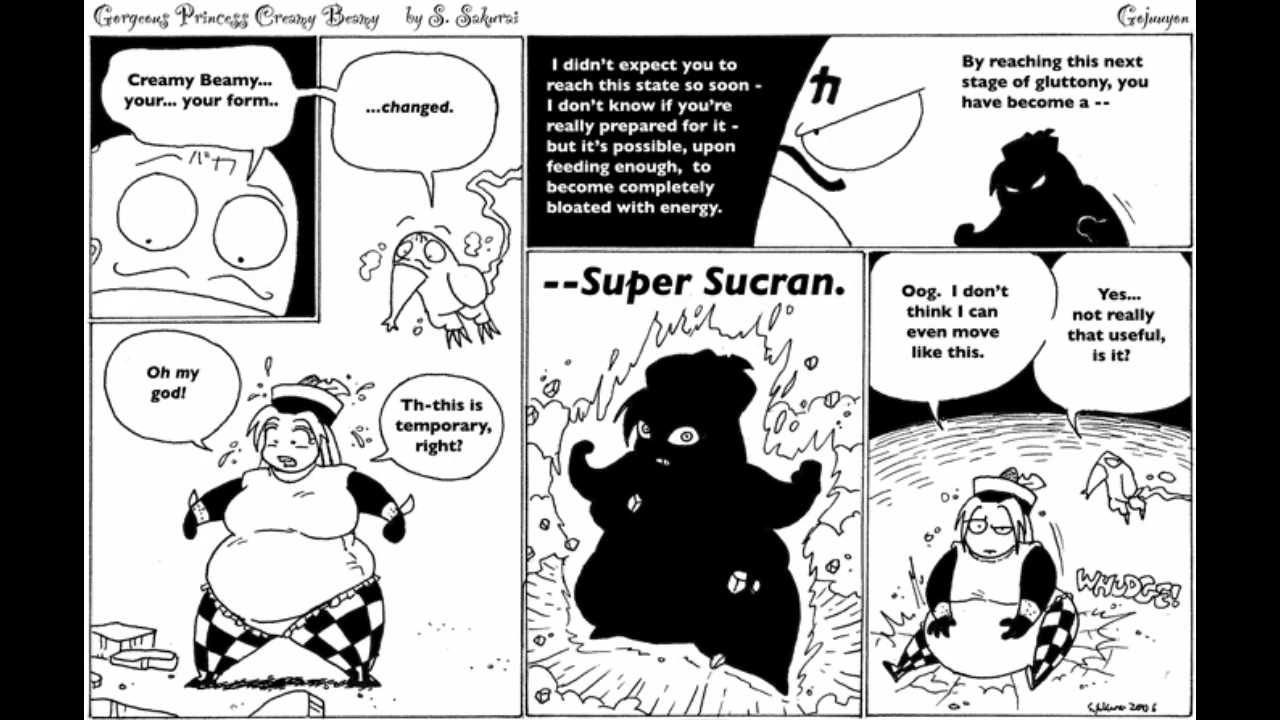 Gorgeous Princess Creamy Beamy by S. Sakurai
Gojuuyon
Creamy Beamy...
your... your form..
...changed.
Oh my
god!
Th-this is
temporary,
right?
I didn't expect you to
reach this state so soon -
I don't know if you're
really prepared for it -
but it's possible, upon
feeding enough, to
become completely
bloated with energy.
By reaching this next
stage of gluttony, you
have become a --
--Super Sucran.
Oog. I don't
think I can
even move
like this.
Yes...
not really
that useful,
is it?
WHUDGE!